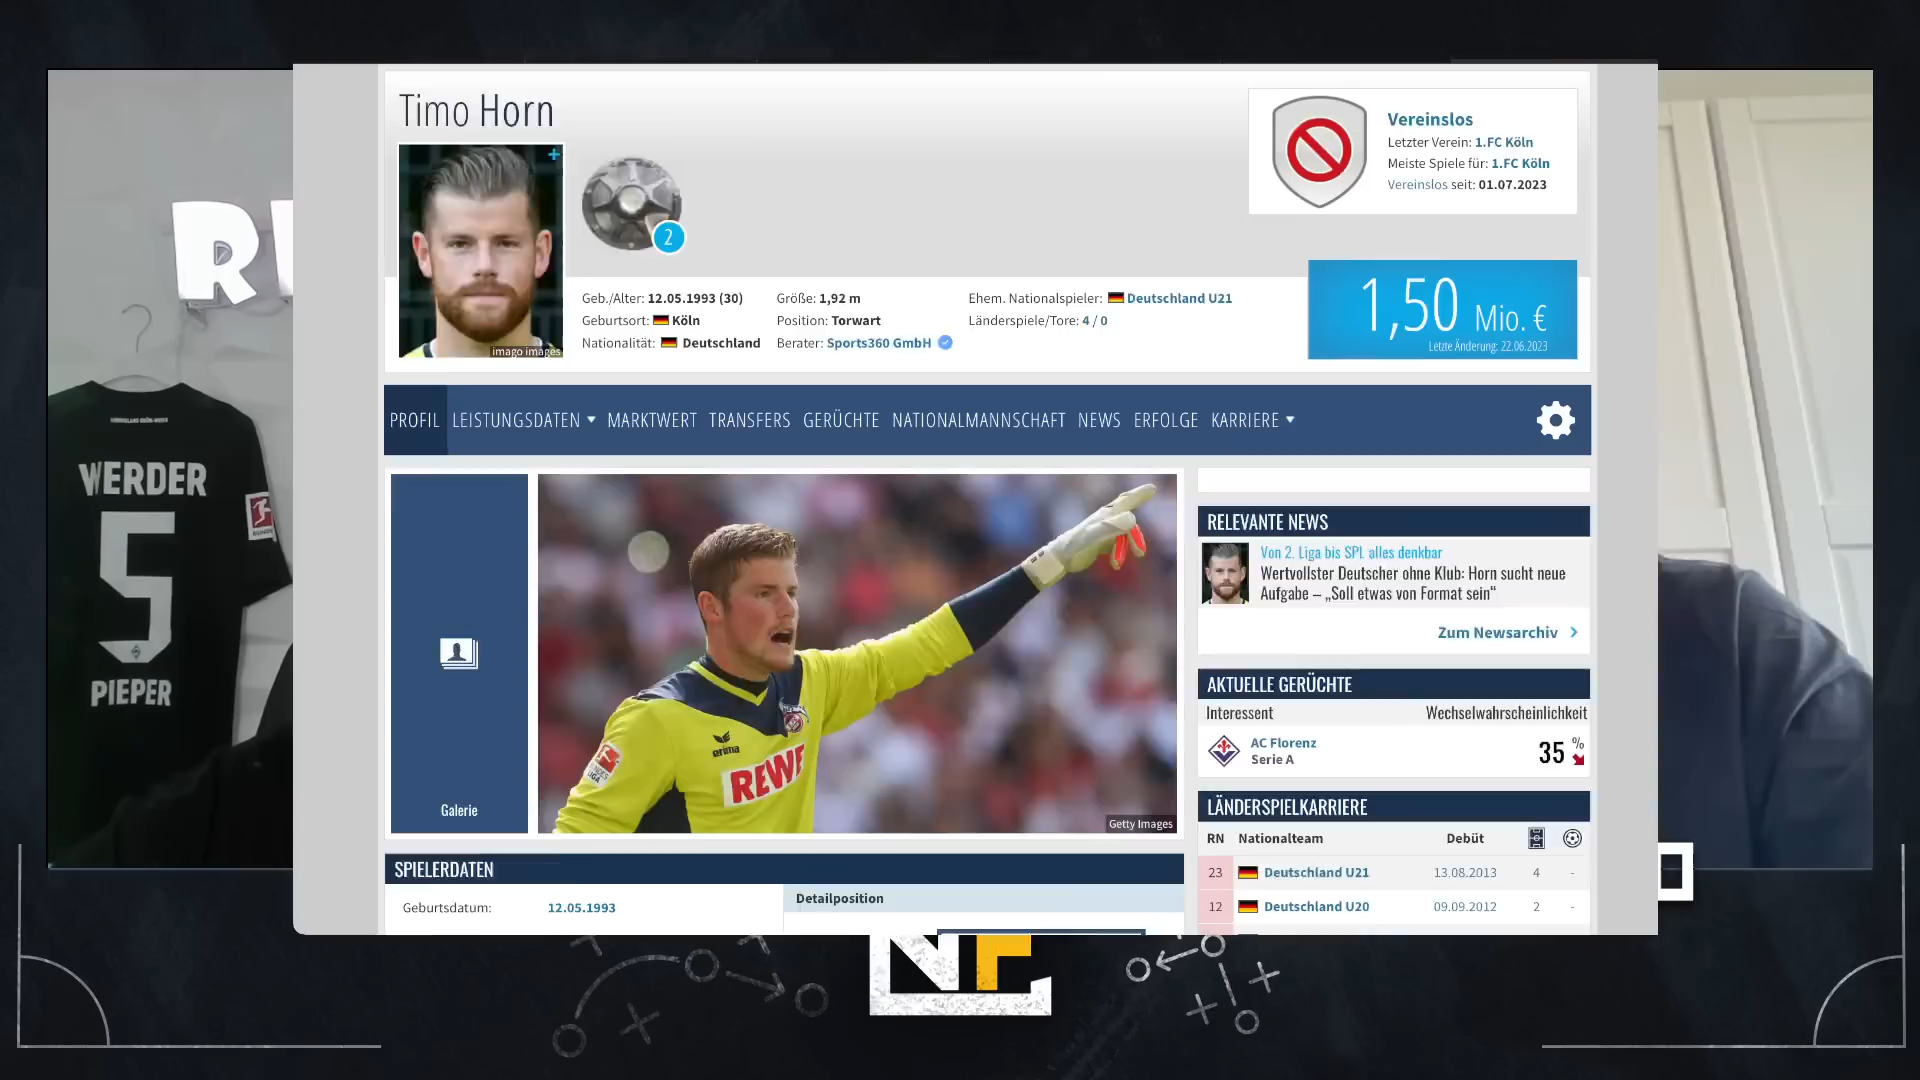 Timo Horn
imago images
2
Vereinslos
Letzter Verein: 1.FC Köln
Meiste Spiele für: 1.FC Köln
Vereinslos seit: 01.07.2023
Geb./Alter: 12.05.1993 (30)
Geburtsort: Köln
Nationalität: Deutschland
Größe: 1,92 m
Position: Torwart
Berater: Sports360 GmbH
Ehem. Nationalspieler: Deutschland U21
Länderspiele/Tore: 4 / 0
1,50 Mio. €
Letzte Änderung: 22.06.2023
PROFIL LEISTUNGSDATEN MARKTWERT TRANSFERS GERÜCHTE NATIONALMANNSCHAFT NEWS ERFOLGE KARRIERE
Galerie
erima
REWE
Getty Images
RELEVANTE NEWS
Von 2. Liga bis SPL alles denkbar
Wertvollster Deutscher ohne Klub: Horn sucht neue
Aufgabe – „Soll etwas von Format sein“
Zum Newsarchiv
AKTUELLE GERÜCHTE
Interessent Wechselwahrscheinlichkeit
AC Florenz
Serie A
35 %
LÄNDERSPIELKARRIERE
RN Nationalteam Debüt
23 Deutschland U21 13.08.2013 4 -
12 Deutschland U20 09.09.2012 2 -
SPIELERDATEN
Geburtsdatum: 12.05.1993
Detailposition
WERDER
5
PIEPER